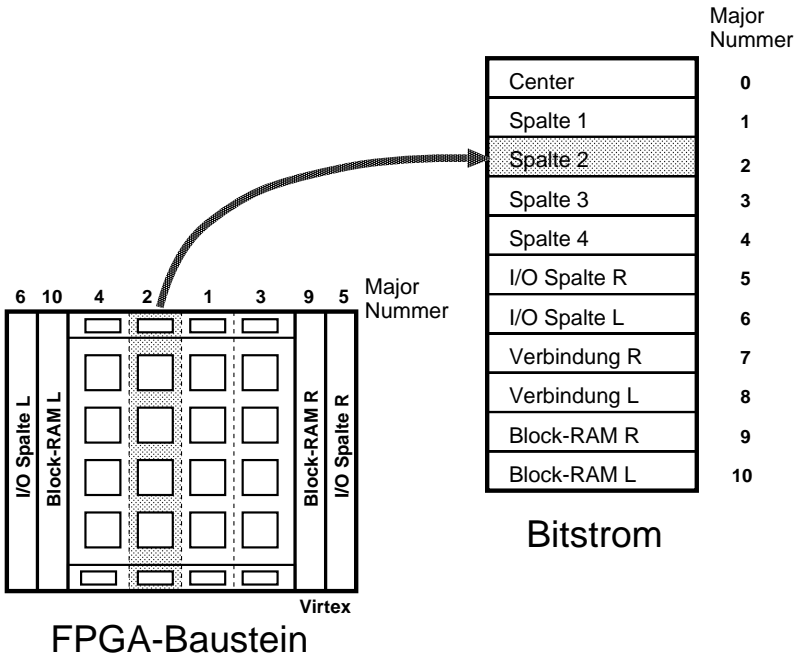 Major
Nummer
Center 0
Spalte 1 1
Spalte 2 2
Spalte 3 3
Spalte 4 4
I/O Spalte R 5
I/O Spalte L 6
Verbindung R 7
Verbindung L 8
Block-RAM R 9
Block-RAM L 10
Bitstrom
6 10 4 2 1 3 9 5 Major
Nummer
I/O Spalte L
Block-RAM L
Block-RAM R
I/O Spalte R
Virtex
FPGA-Baustein